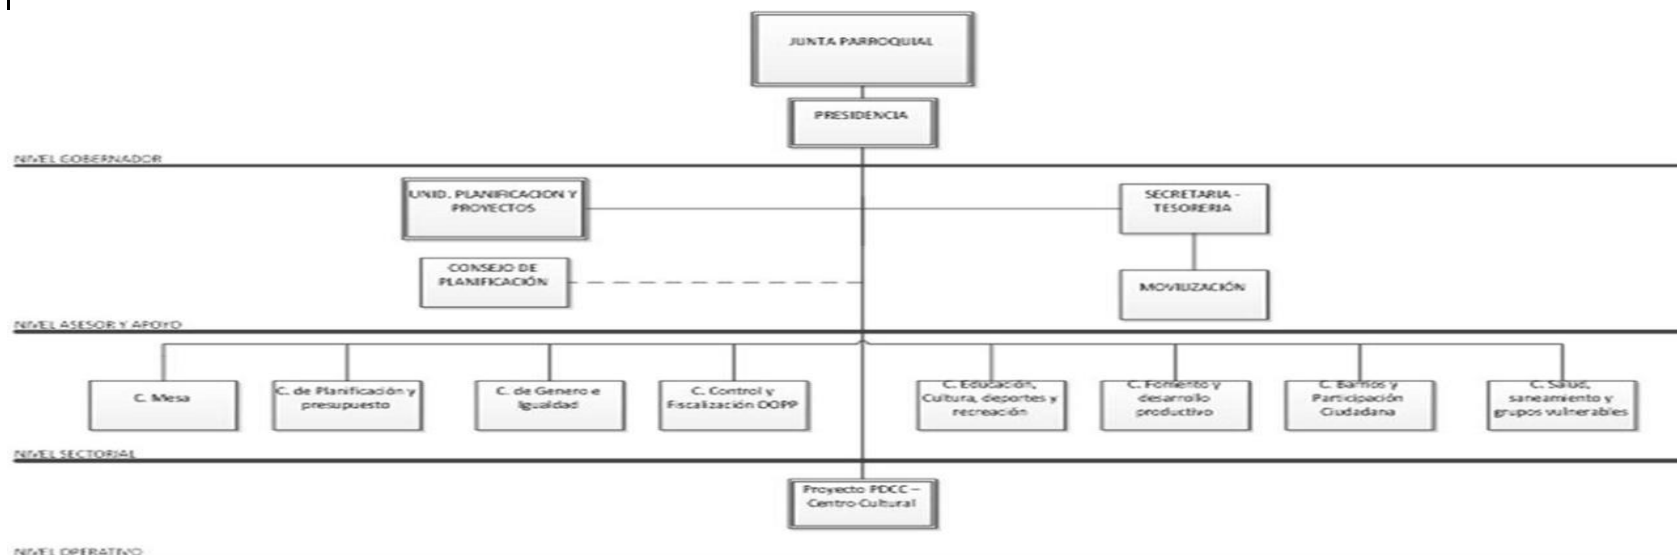 JUNTA PARROQUIAL
PRESIDENCIA
NIVEL GOBERNADOR
UNID. PLANIFICACION Y
PROYECTOS
SECRETARIA -
TESORERIA
CONSEJO DE
PLANIFICACIÓN
MOVILIZACIÓN
NIVEL ASESOR Y APOYO
C. Mesa
C. de Planificación y
presupuesto
C. de Genero e
Igualdad
C. Control y
Fiscalización OOPP
C. Educación,
Cultura, deportes y
recreación
C. Fomento y
desarrollo
productivo
C. Barrios y
Participación
Ciudadana
C. Salud,
saneamiento y
grupos vulnerables
NIVEL SECTORIAL
Proyecto PDCC –
Centro Cultural
NIVEL OPERATIVO